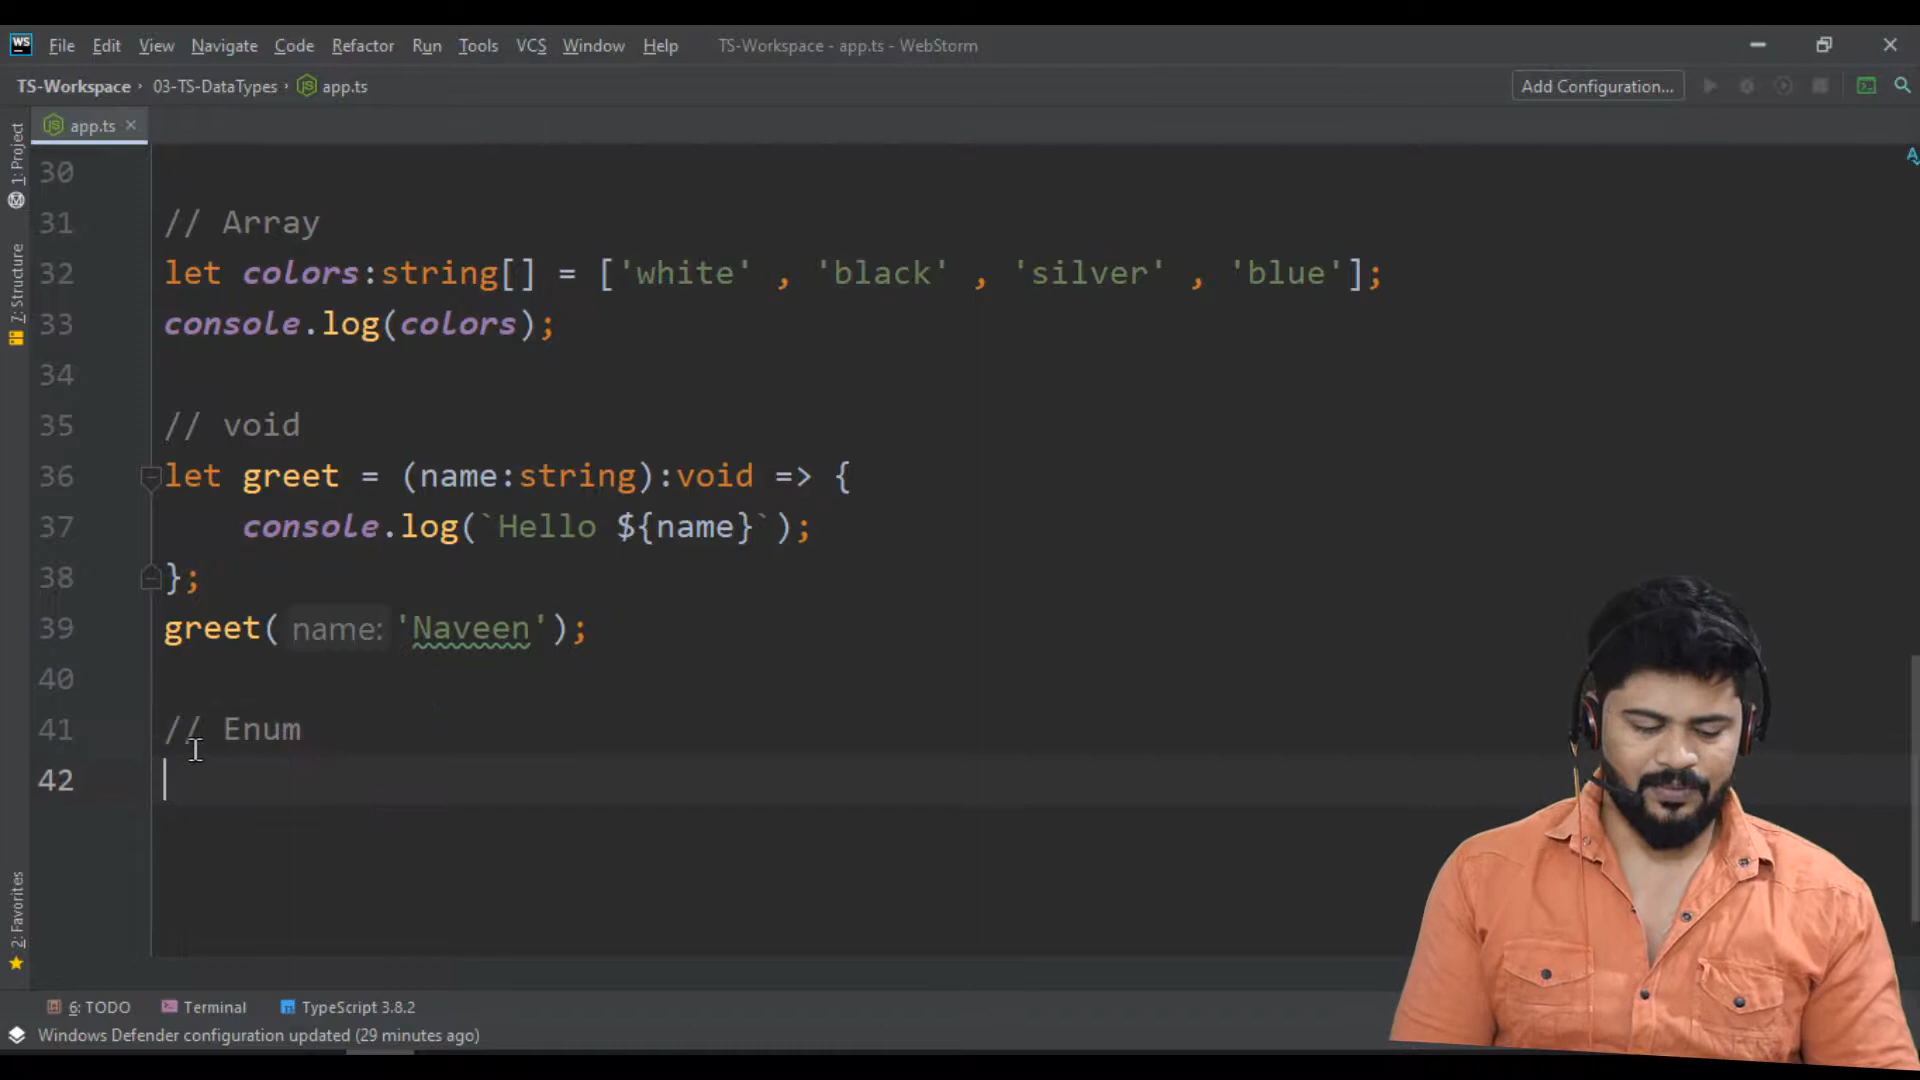 WS File Edit View Navigate Code Refactor Run Tools VCS Window Help TS-Workspace - app.ts - WebStorm
TS-Workspace 03-TS-DataTypes app.ts Add Configuration...
app.ts
1: Project
7: Structure
2: Favorites
30
31 // Array
32 let colors:string[] = ['white' , 'black' , 'silver' , 'blue'];
33 console.log(colors);
34
35 // void
36 let greet = (name:string):void => {
37 console.log(`Hello ${name}`);
38 };
39 greet( name: 'Naveen');
40
41 // Enum
42
6: TODO Terminal TypeScript 3.8.2
Windows Defender configuration updated (29 minutes ago)